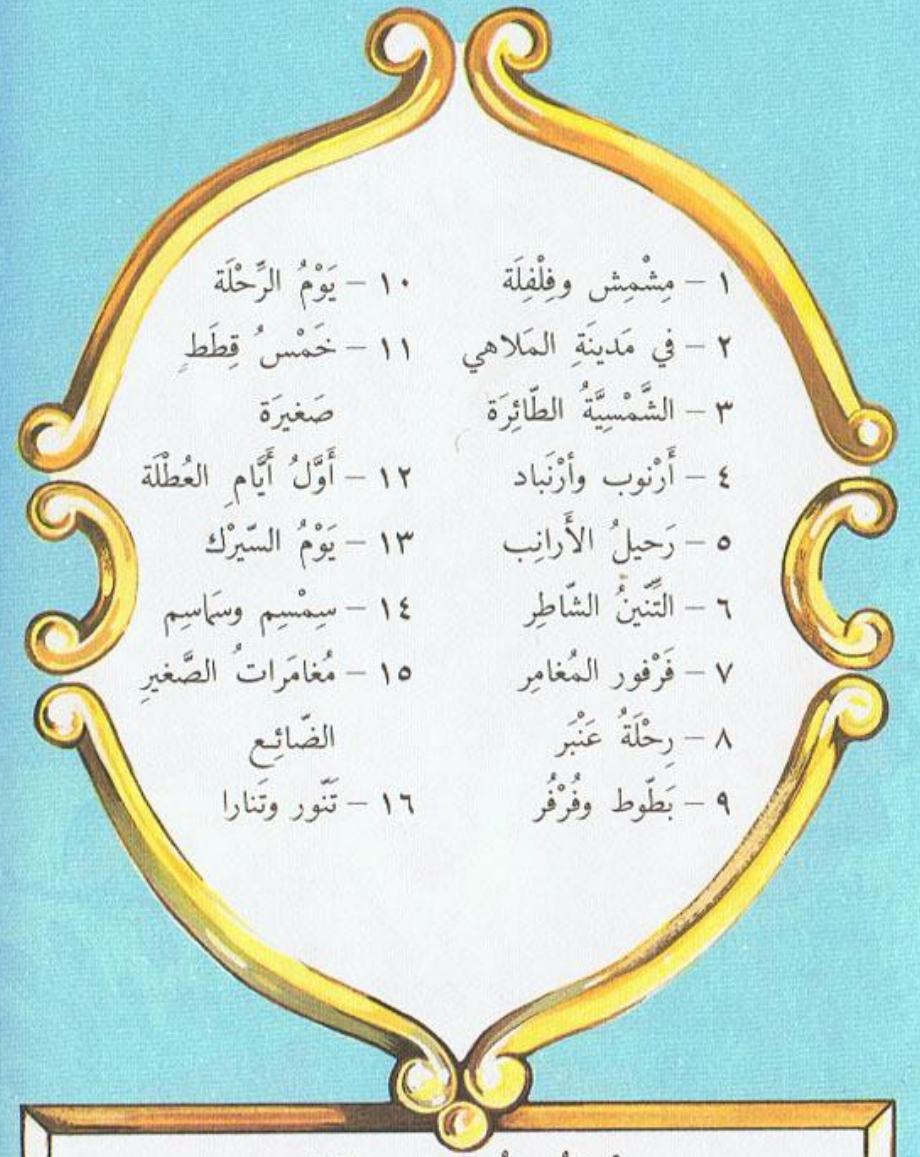 ١ – مِشْمِش وفِلْفِلَة
٢ – في مَدينَةِ المَلاهي
٣ – الشَّمْسِيَّةُ الطّائِرَة
٤ – أَرْنوب وأرْنَباد
٥ – رَحيلُ الأَرانِب
٦ – التِّنّينُ الشّاطِر
٧ – فَرْفور المُغامِر
٨ – رِحْلَةُ عَنْبَر
٩ – بَطّوط وفُرْفُر
١٠ – يَوْمُ الرِّحْلَة
١١ – خَمْسُ قِطَطٍ
صَغيرَة
١٢ – أَوَّلُ أَيّامِ العُطْلَة
١٣ – يَوْمُ السّيرْك
١٤ – سِمْسِم وسَماسِم
١٥ – مُغامَراتُ الصَّغيرِ
الضّائِع
١٦ – تَنّور وتَنارا